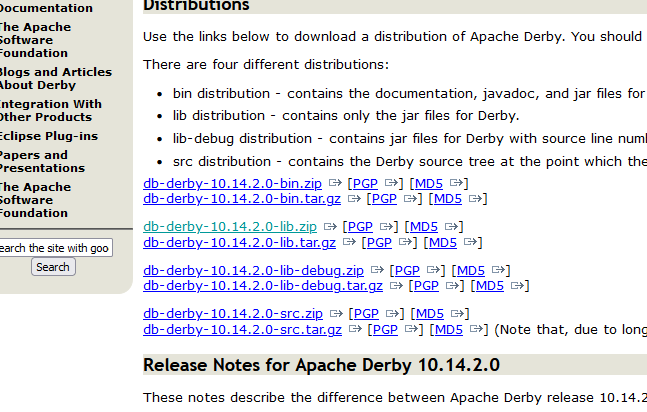 Documentation
The Apache
Software
Foundation
Blogs and Articles
About Derby
Integration With
Other Products
Eclipse Plug-ins
Papers and
Presentations
The Apache
Software
Foundation
earch the site with goo
Search
Distributions
Use the links below to download a distribution of Apache Derby. You should
There are four different distributions:
• bin distribution - contains the documentation, javadoc, and jar files for
• lib distribution - contains only the jar files for Derby.
• lib-debug distribution - contains jar files for Derby with source line num
• src distribution - contains the Derby source tree at the point which the
db-derby-10.14.2.0-bin.zip [PGP] [MD5]
db-derby-10.14.2.0-bin.tar.gz [PGP] [MD5]
db-derby-10.14.2.0-lib.zip [PGP] [MD5]
db-derby-10.14.2.0-lib.tar.gz [PGP] [MD5]
db-derby-10.14.2.0-lib-debug.zip [PGP] [MD5]
db-derby-10.14.2.0-lib-debug.tar.gz [PGP] [MD5]
db-derby-10.14.2.0-src.zip [PGP] [MD5]
db-derby-10.14.2.0-src.tar.gz [PGP] [MD5] (Note that, due to long
Release Notes for Apache Derby 10.14.2.0
These notes describe the difference between Apache Derby release 10.14.2